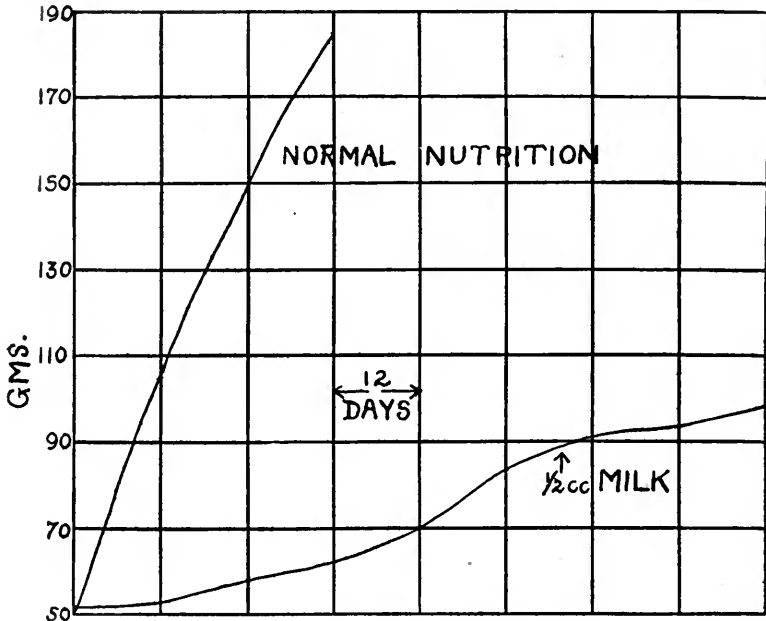 190
170
NORMAL NUTRITION
150
130
GMS.
110
12
DAYS
90
½cc MILK
70
50